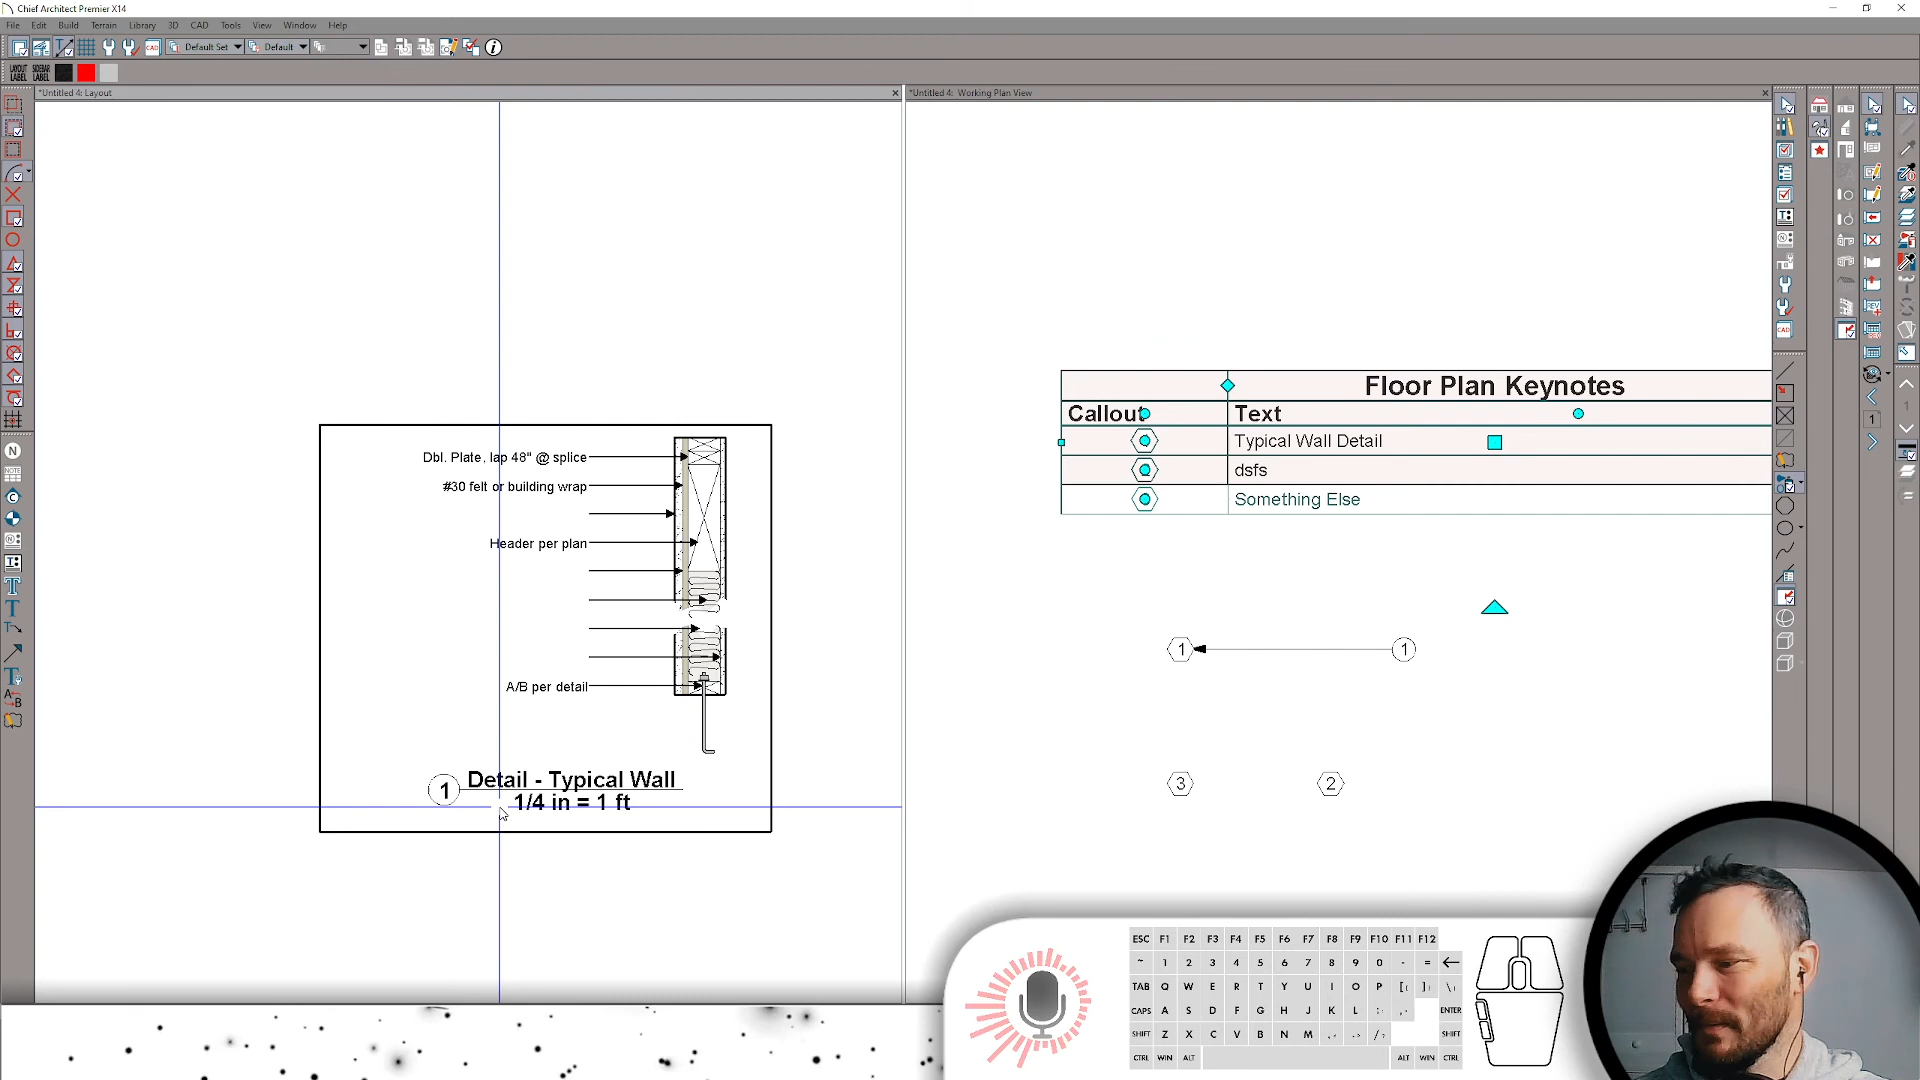 Chief Architect Premier X14
File Edit Build Terrain Library 3D CAD Tools View Window Help
Default Set Default
LAYOUT LABEL SIDEBAR LABEL
*Untitled 4: Layout
*Untitled 4: Working Plan View
Dbl. Plate, lap 48" @ splice
#30 felt or building wrap
Header per plan
A/B per detail
1 Detail - Typical Wall
1/4 in = 1 ft
Floor Plan Keynotes
Callout Text
Typical Wall Detail
dsfs
Something Else
1 1
3 2
1
ESC F1 F2 F3 F4 F5 F6 F7 F8 F9 F10 F11 F12
~ 1 2 3 4 5 6 7 8 9 0 - =
TAB Q W E R T Y U I O P [ ] \
CAPS A S D F G H J K L ENTER
SHIFT Z X C V B N M SHIFT
CTRL WIN ALT ALT WIN CTRL